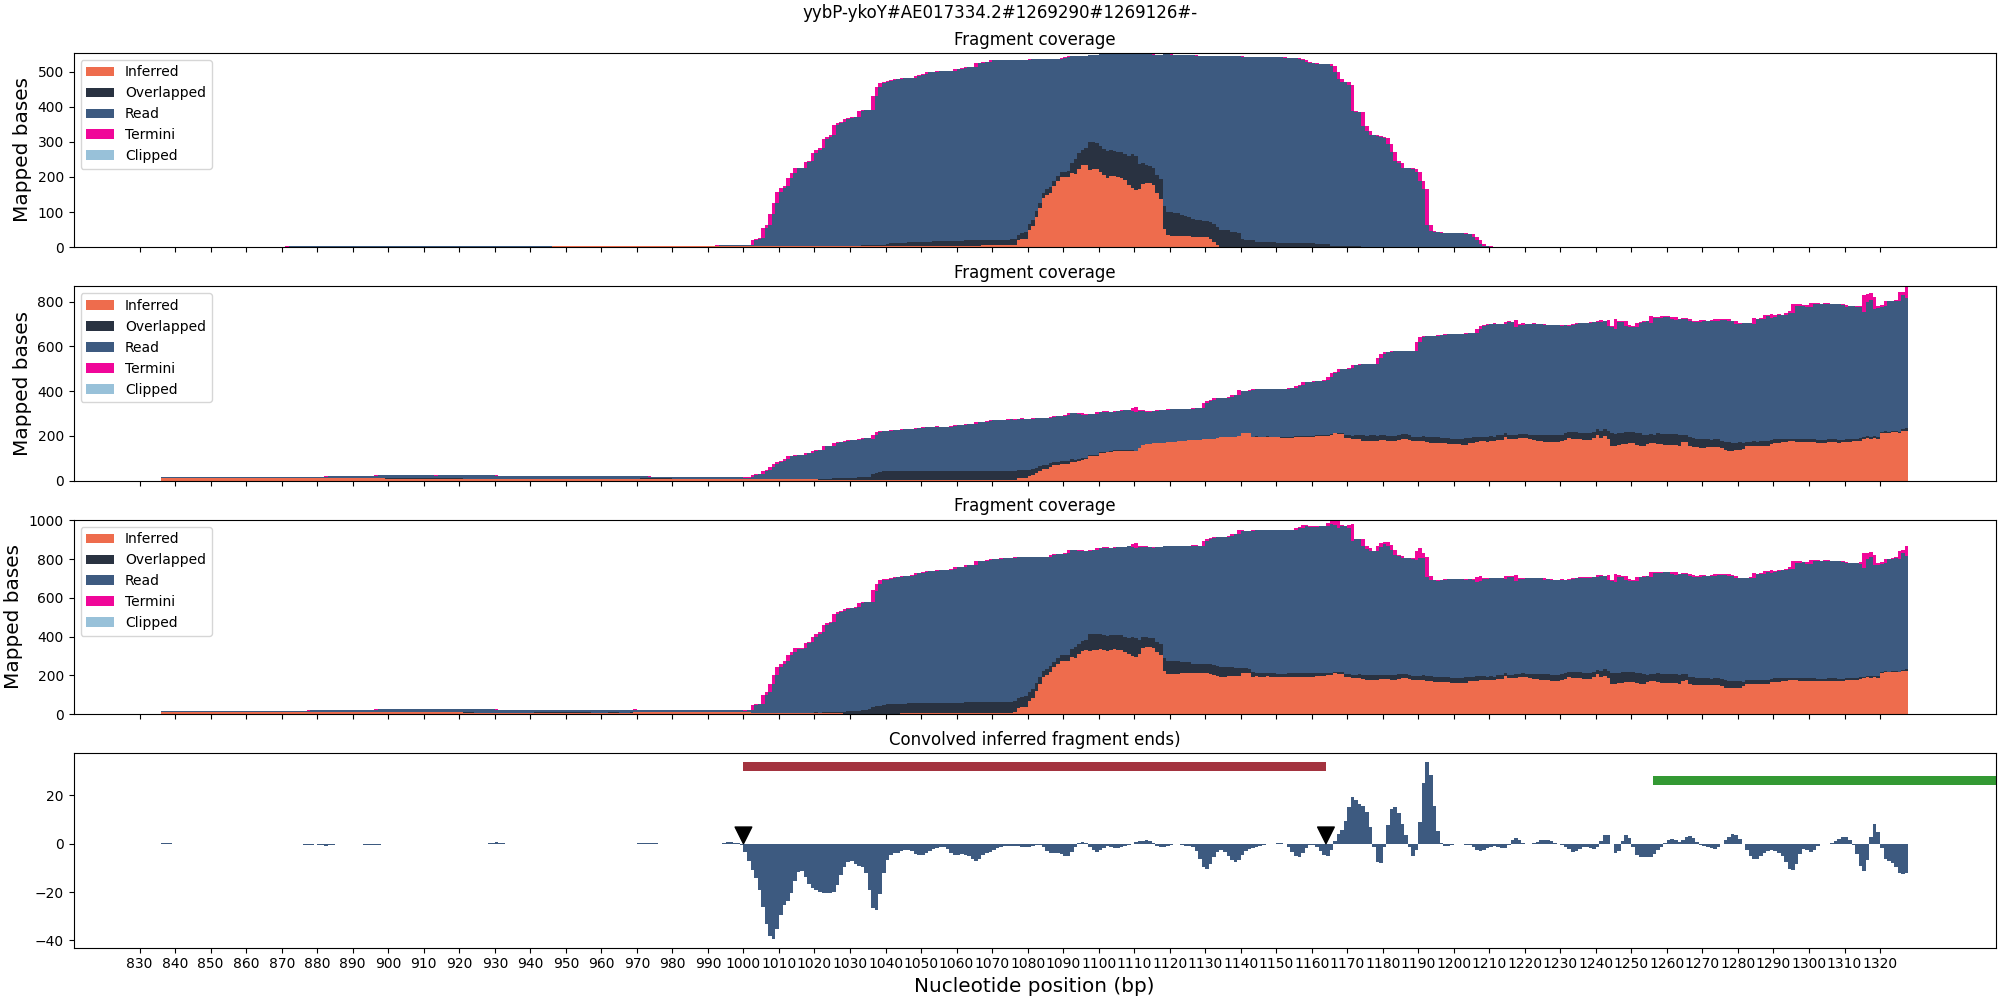 yybP-ykoY#AE017334.2#1269290#1269126#-
Fragment coverage
Mapped bases
500
400
300
200
100
0
Inferred
Overlapped
Read
Termini
Clipped
Fragment coverage
Mapped bases
800
600
400
200
0
Inferred
Overlapped
Read
Termini
Clipped
Fragment coverage
Mapped bases
1000
800
600
400
200
0
Inferred
Overlapped
Read
Termini
Clipped
Convolved inferred fragment ends)
20
0
−20
−40
830 840 850 860 870 880 890 900 910 920 930 940 950 960 970 980 990 1000 1010 1020 1030 1040 1050 1060 1070 1080 1090 1100 1110 1120 1130 1140 1150 1160 1170 1180 1190 1200 1210 1220 1230 1240 1250 1260 1270 1280 1290 1300 1310 1320
Nucleotide position (bp)